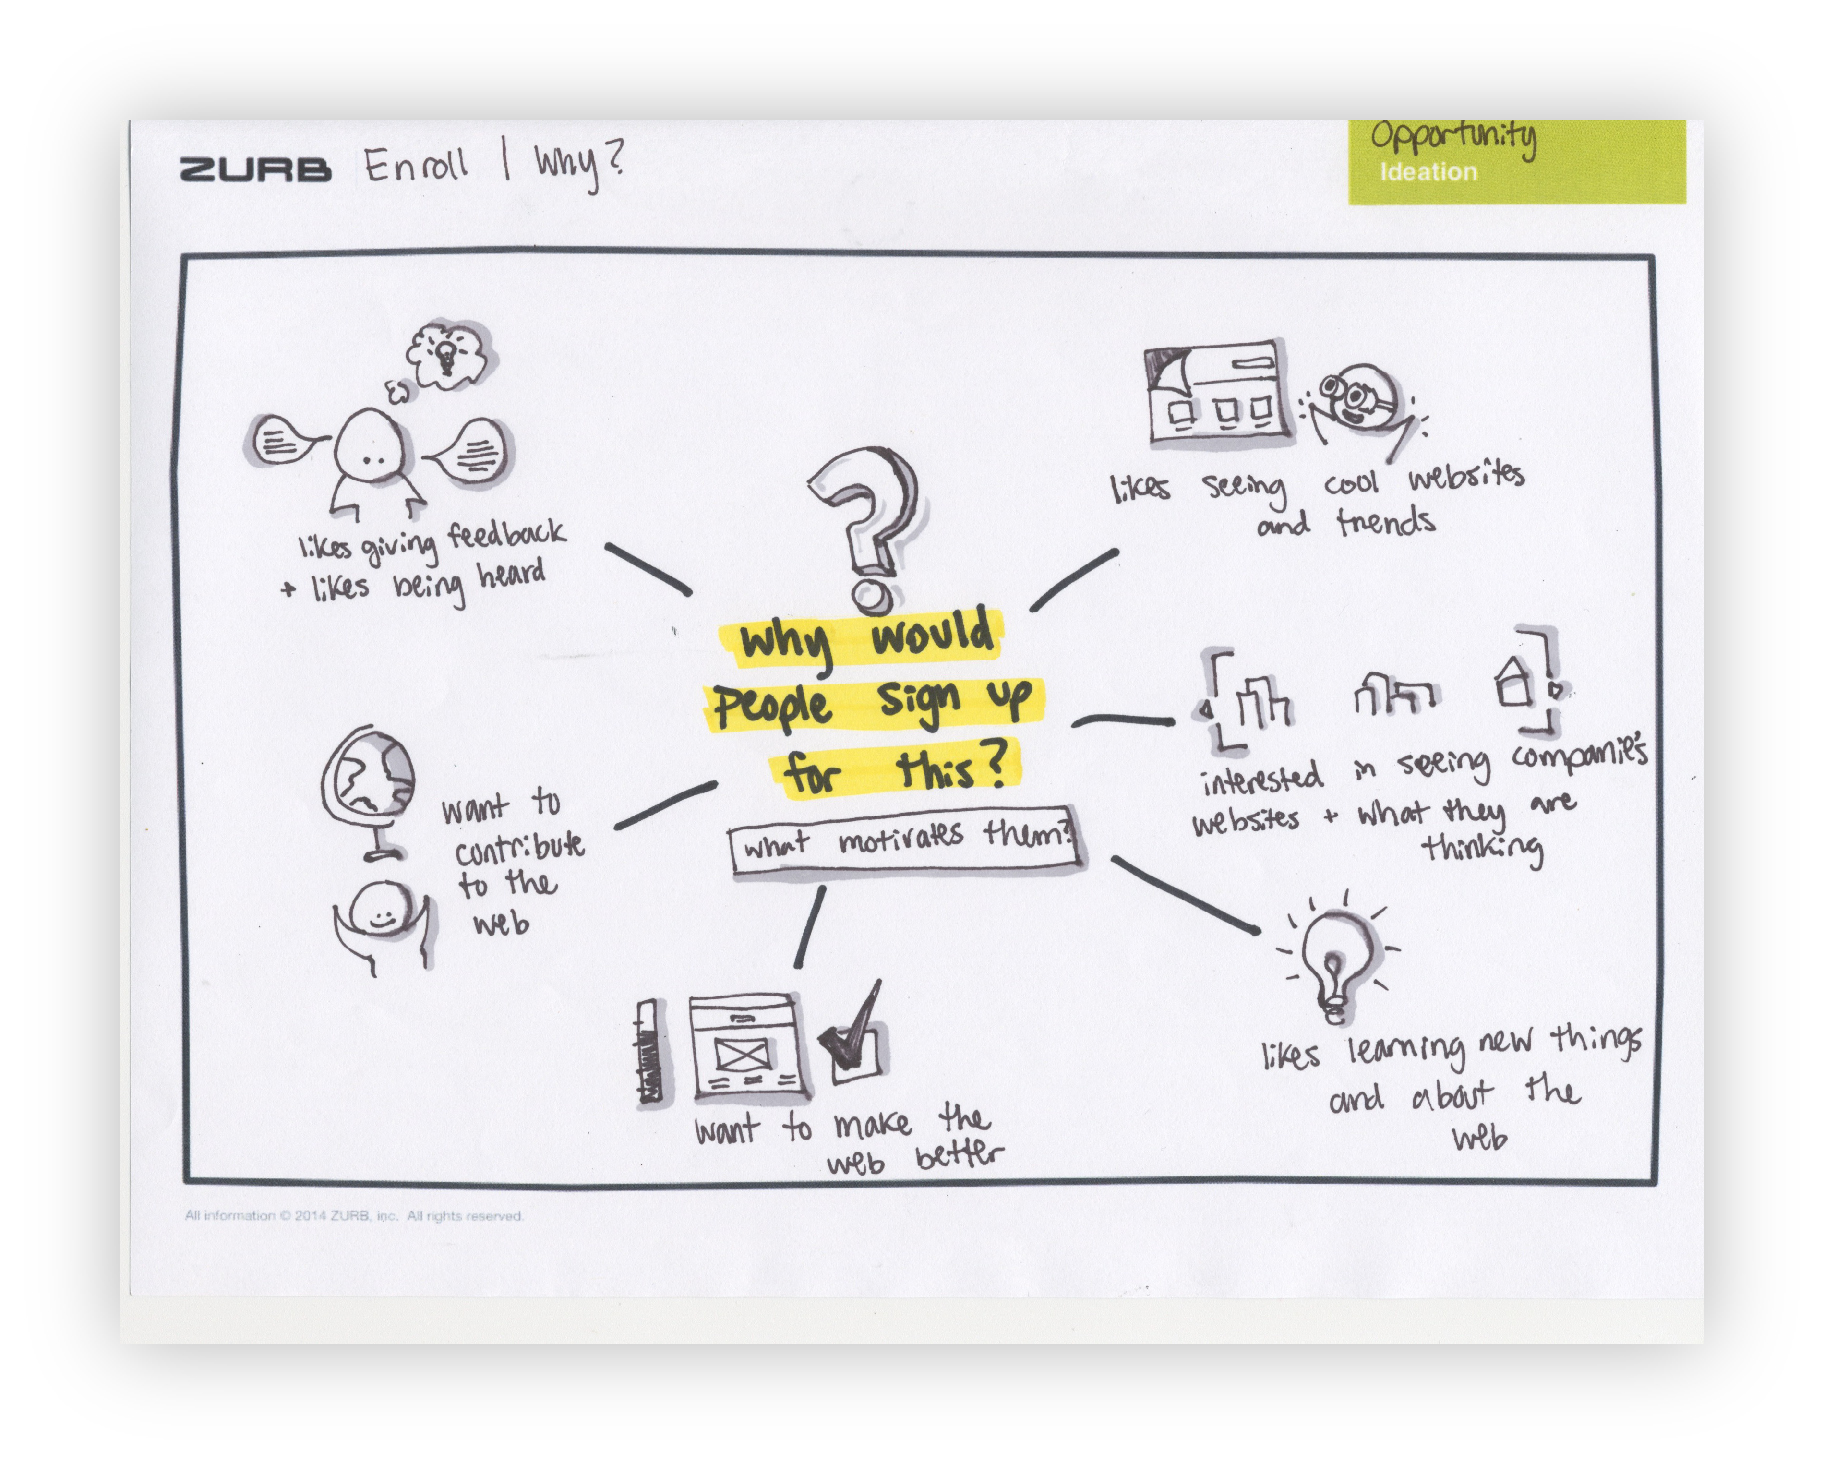 ZURB Enroll | Why?
Opportunity
Ideation
likes giving feedback
+ likes being heard
likes seeing cool websites
and trends
Why would
People sign up
for this?
what motivates them?
interested in seeing companie's
websites + what they are
thinking
want to
contribute
to the
web
want to make the
web better
likes learning new things
and about the
web
All information © 2014 ZURB, inc. All rights reserved.